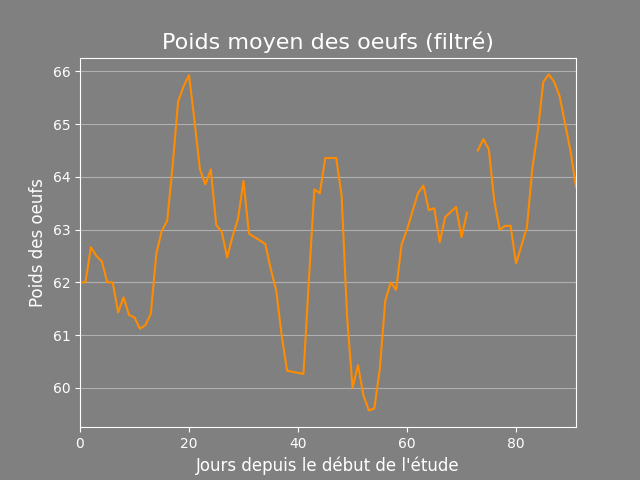 Poids moyen des oeufs (filtré)
66
65
64
63
62
61
60
Poids des oeufs
0 20 40 60 80
Jours depuis le début de l'étude